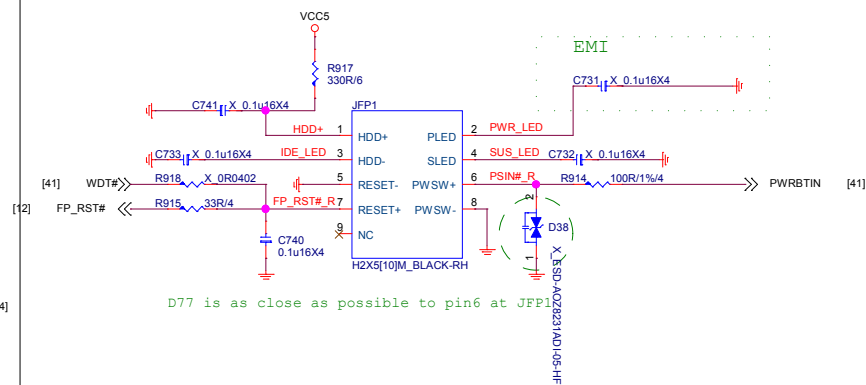 VCC5
EMI
R917
330R/6
C731 X_0.1u16X4
C741 X_0.1u16X4
JFP1
HDD+ 1 HDD+ PLED 2 PWR_LED
C733 X_0.1u16X4 IDE_LED 3 HDD- SLED 4 SUS_LED C732 X_0.1u16X4
[41] WDT# R918 X_0R0402 5 RESET- PWSW+ 6 PSIN#_R R914 100R/1%/4 PWRBTIN [41]
[12] FP_RST# R915 33R/4 FP_RST#_R 7 RESET+ PWSW- 8
9 NC
C740
0.1u16X4
2
D38
1
X_ESD-AOZ8231ADI-05-HF
H2X5[10]M_BLACK-RH
D77 is as close as possible to pin6 at JFP1
4]